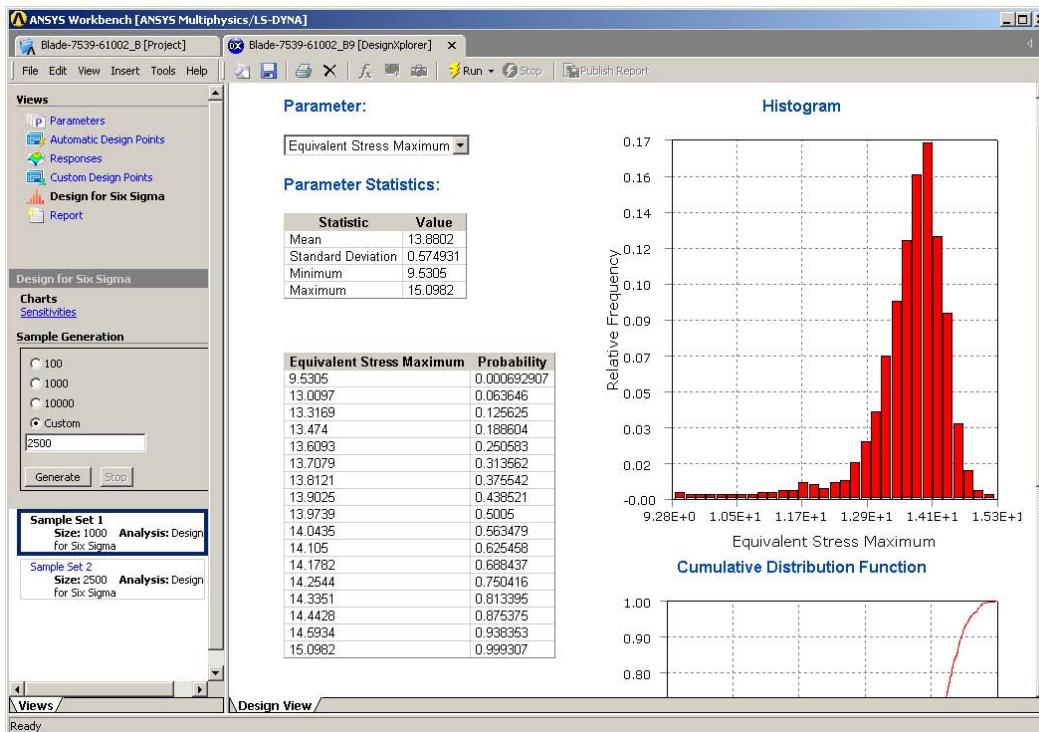 ANSYS Workbench [ANSYS Multiphysics/LS-DYNA]
Blade-7539-61002_B [Project]
DX Blade-7539-61002_B9 [DesignXplorer]
File Edit View Insert Tools Help
Run Stop Publish Report
Views
P Parameters
Automatic Design Points
Responses
Custom Design Points
Design for Six Sigma
Report
Design for Six Sigma
Charts
Sensitivities
Sample Generation
100
1000
10000
Custom
2500
Generate Stop
Sample Set 1
Size: 1000 Analysis: Design
for Six Sigma
Sample Set 2
Size: 2500 Analysis: Design
for Six Sigma
Views
Ready
Parameter:
Equivalent Stress Maximum
Parameter Statistics:
Statistic Value
Mean 13.8802
Standard Deviation 0.574931
Minimum 9.5305
Maximum 15.0982
Equivalent Stress Maximum Probability
9.5305 0.000692907
13.0097 0.063646
13.3169 0.125625
13.474 0.188604
13.6093 0.250583
13.7079 0.313562
13.8121 0.375542
13.9025 0.438521
13.9739 0.5005
14.0435 0.563479
14.105 0.625458
14.1782 0.688437
14.2544 0.750416
14.3351 0.813395
14.4428 0.875375
14.5934 0.938353
15.0982 0.999307
Design View
Histogram
Relative Frequency
0.17
0.16
0.14
0.12
0.10
0.09
0.07
0.05
0.03
0.02
-0.00
9.28E+0 1.05E+1 1.17E+1 1.29E+1 1.41E+1 1.53E+1
Equivalent Stress Maximum
Cumulative Distribution Function
1.00
0.90
0.80